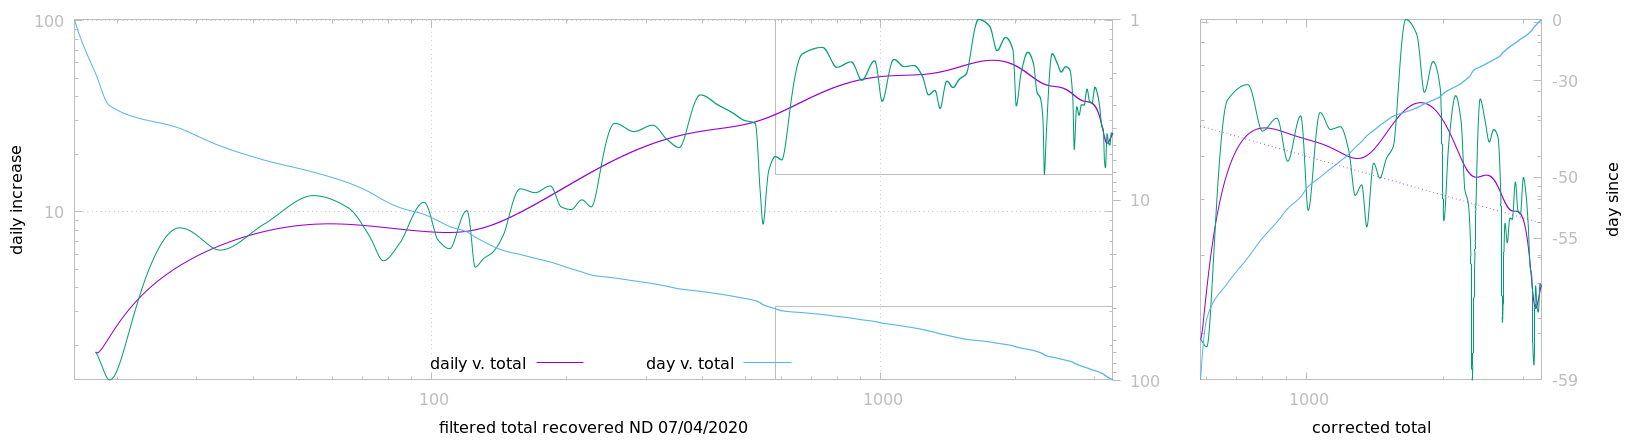 100
10
daily increase
daily v. total
day v. total
100
1000
1
10
100
filtered total recovered ND 07/04/2020
0
-30
-50
-55
-59
day since
1000
corrected total